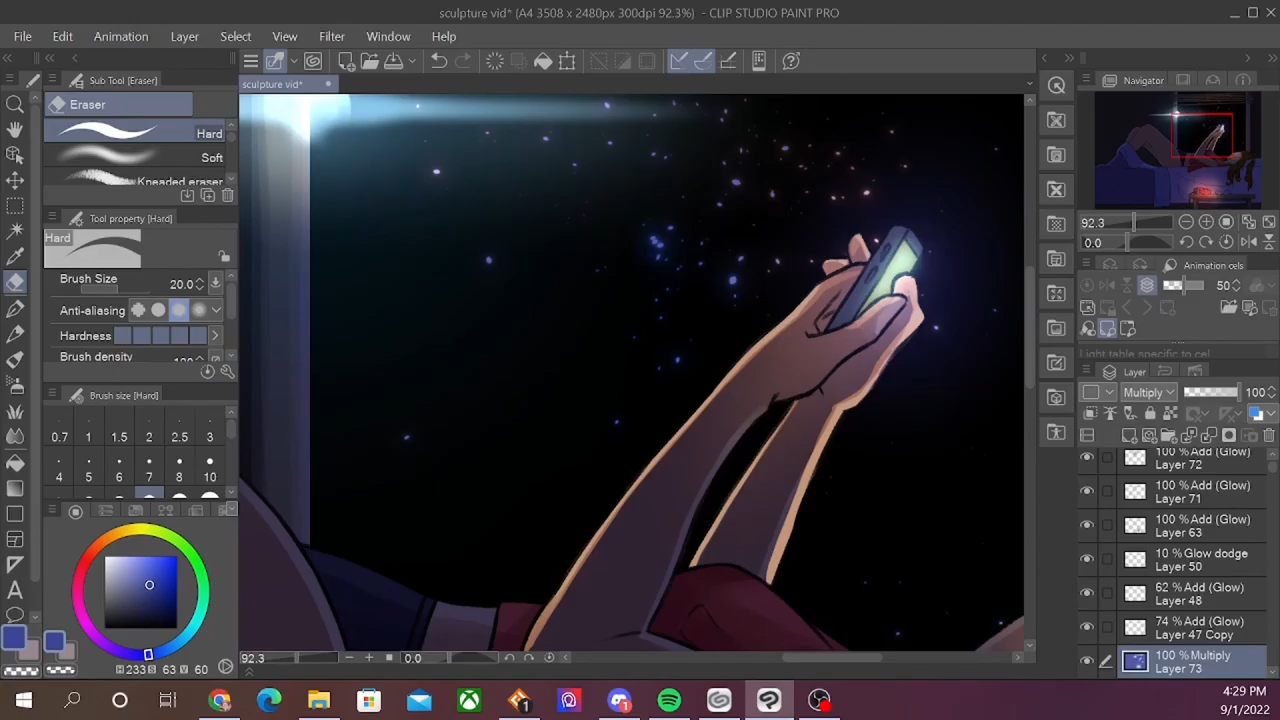 sculpture vid* (A4 3508 x 2480px 300dpi 92.3%) - CLIP STUDIO PAINT PRO
File Edit Animation Layer Select View Filter Window Help
Sub Tool [Eraser]
Eraser
Hard
Soft
Kneaded eraser
Tool property [Hard]
Hard
Brush Size 20.0
Anti-aliasing
Hardness
Brush density
Brush size [Hard]
0.7 1 1.5 2 2.5 3
4 5 6 7 8 10
H 233 S 63 V 60
sculpture vid*
92.3 0.0
Navigator
92.3
0.0
Animation cels
50
Light table specific to cel
Layer
Multiply 100
100 % Add (Glow)
Layer 72
100 % Add (Glow)
Layer 71
100 % Add (Glow)
Layer 63
10 % Glow dodge
Layer 50
62 % Add (Glow)
Layer 48
74 % Add (Glow)
Layer 47 Copy
100 % Multiply
Layer 73
1
1
4:29 PM
9/1/2022